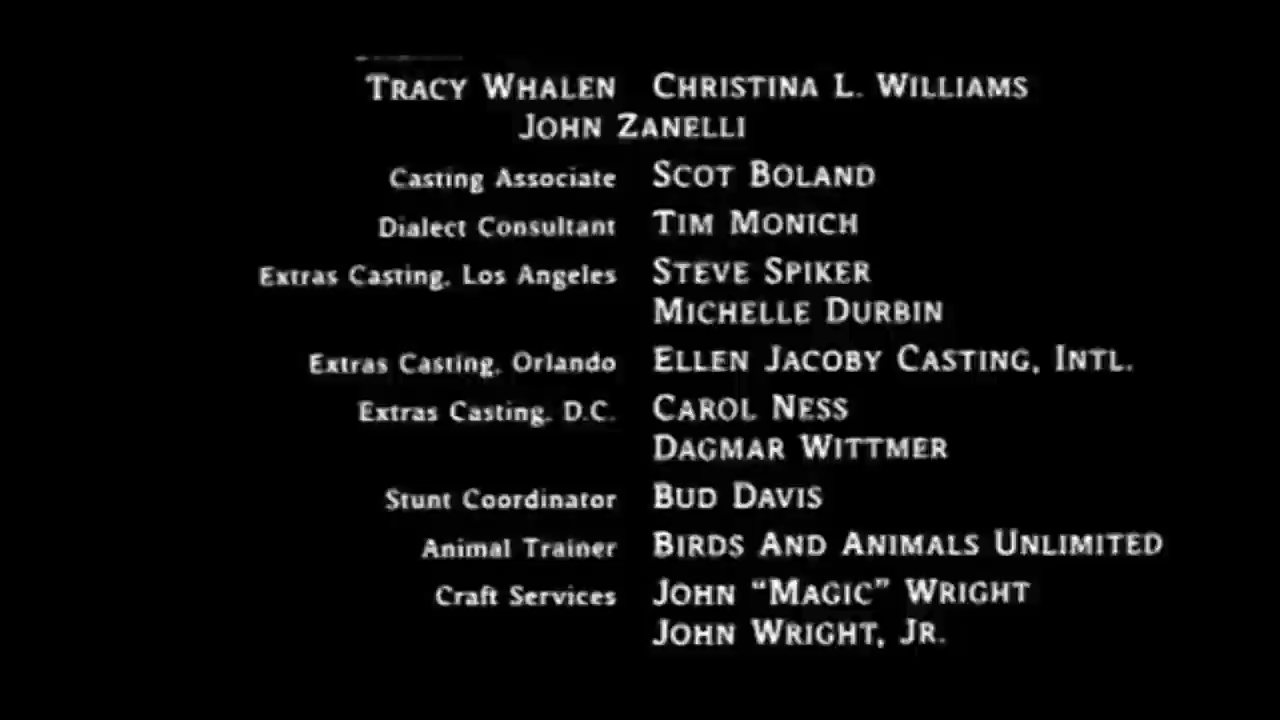 TRACY WHALEN CHRISTINA L. WILLIAMS
JOHN ZANELLI
Casting Associate SCOT BOLAND
Dialect Consultant TIM MONICH
Extras Casting, Los Angeles STEVE SPIKER
MICHELLE DURBIN
Extras Casting, Orlando ELLEN JACOBY CASTING, INTL.
Extras Casting, D.C. CAROL NESS
DAGMAR WITTMER
Stunt Coordinator BUD DAVIS
Animal Trainer BIRDS AND ANIMALS UNLIMITED
Craft Services JOHN “MAGIC” WRIGHT
JOHN WRIGHT, JR.